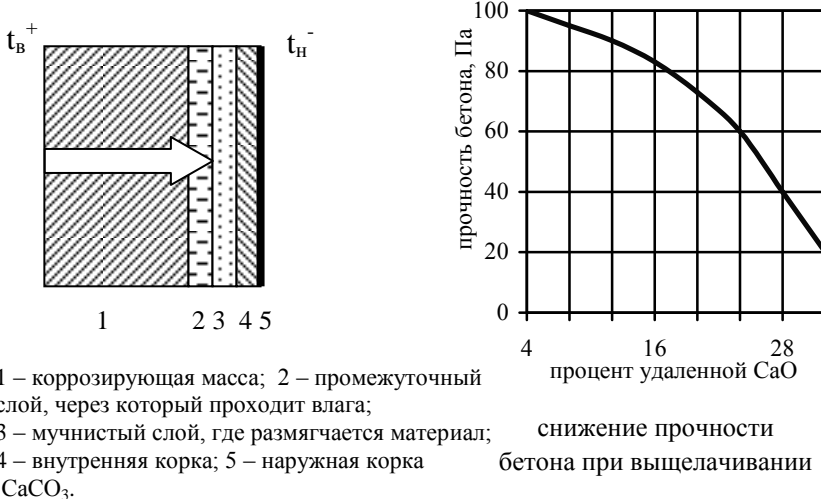 t_в⁺
t_н⁻
1 2 3 4 5
1 – коррозирующая масса; 2 – промежуточный
слой, через который проходит влага;
3 – мучнистый слой, где размягчается материал;
4 – внутренняя корка; 5 – наружная корка
CaCO₃.
прочность бетона, Па
100
80
60
40
20
0
4 16 28
процент удаленной CaO
снижение прочности
бетона при выщелачивании